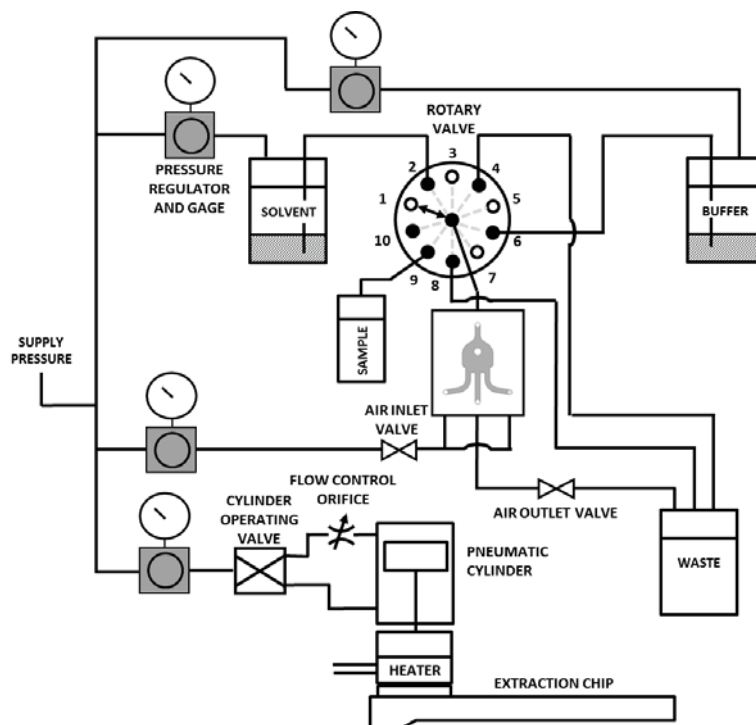 ROTARY
VALVE
3
2
4
PRESSURE
REGULATOR
AND GAGE
SOLVENT
1
5
BUFFER
10
6
9
8
7
SAMPLE
SUPPLY
PRESSURE
AIR INLET
VALVE
FLOW CONTROL
ORIFICE
CYLINDER
OPERATING
VALVE
AIR OUTLET VALVE
PNEUMATIC
CYLINDER
WASTE
HEATER
EXTRACTION CHIP